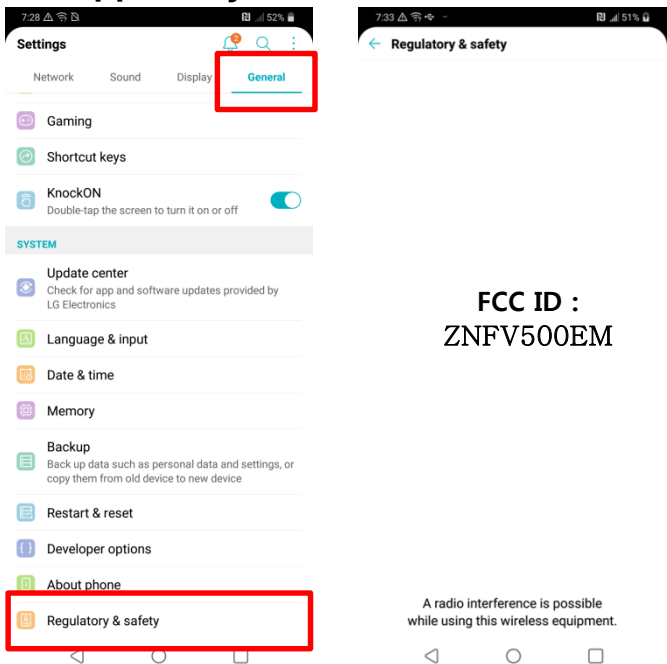 7:28 52%
Settings
2
Network Sound Display General
Gaming
Shortcut keys
KnockON
Double-tap the screen to turn it on or off
SYSTEM
Update center
Check for app and software updates provided by
LG Electronics
Language & input
Date & time
Memory
Backup
Back up data such as personal data and settings, or
copy them from old device to new device
Restart & reset
Developer options
About phone
Regulatory & safety
7:33 51%
Regulatory & safety
FCC ID :
ZNFV500EM
A radio interference is possible
while using this wireless equipment.